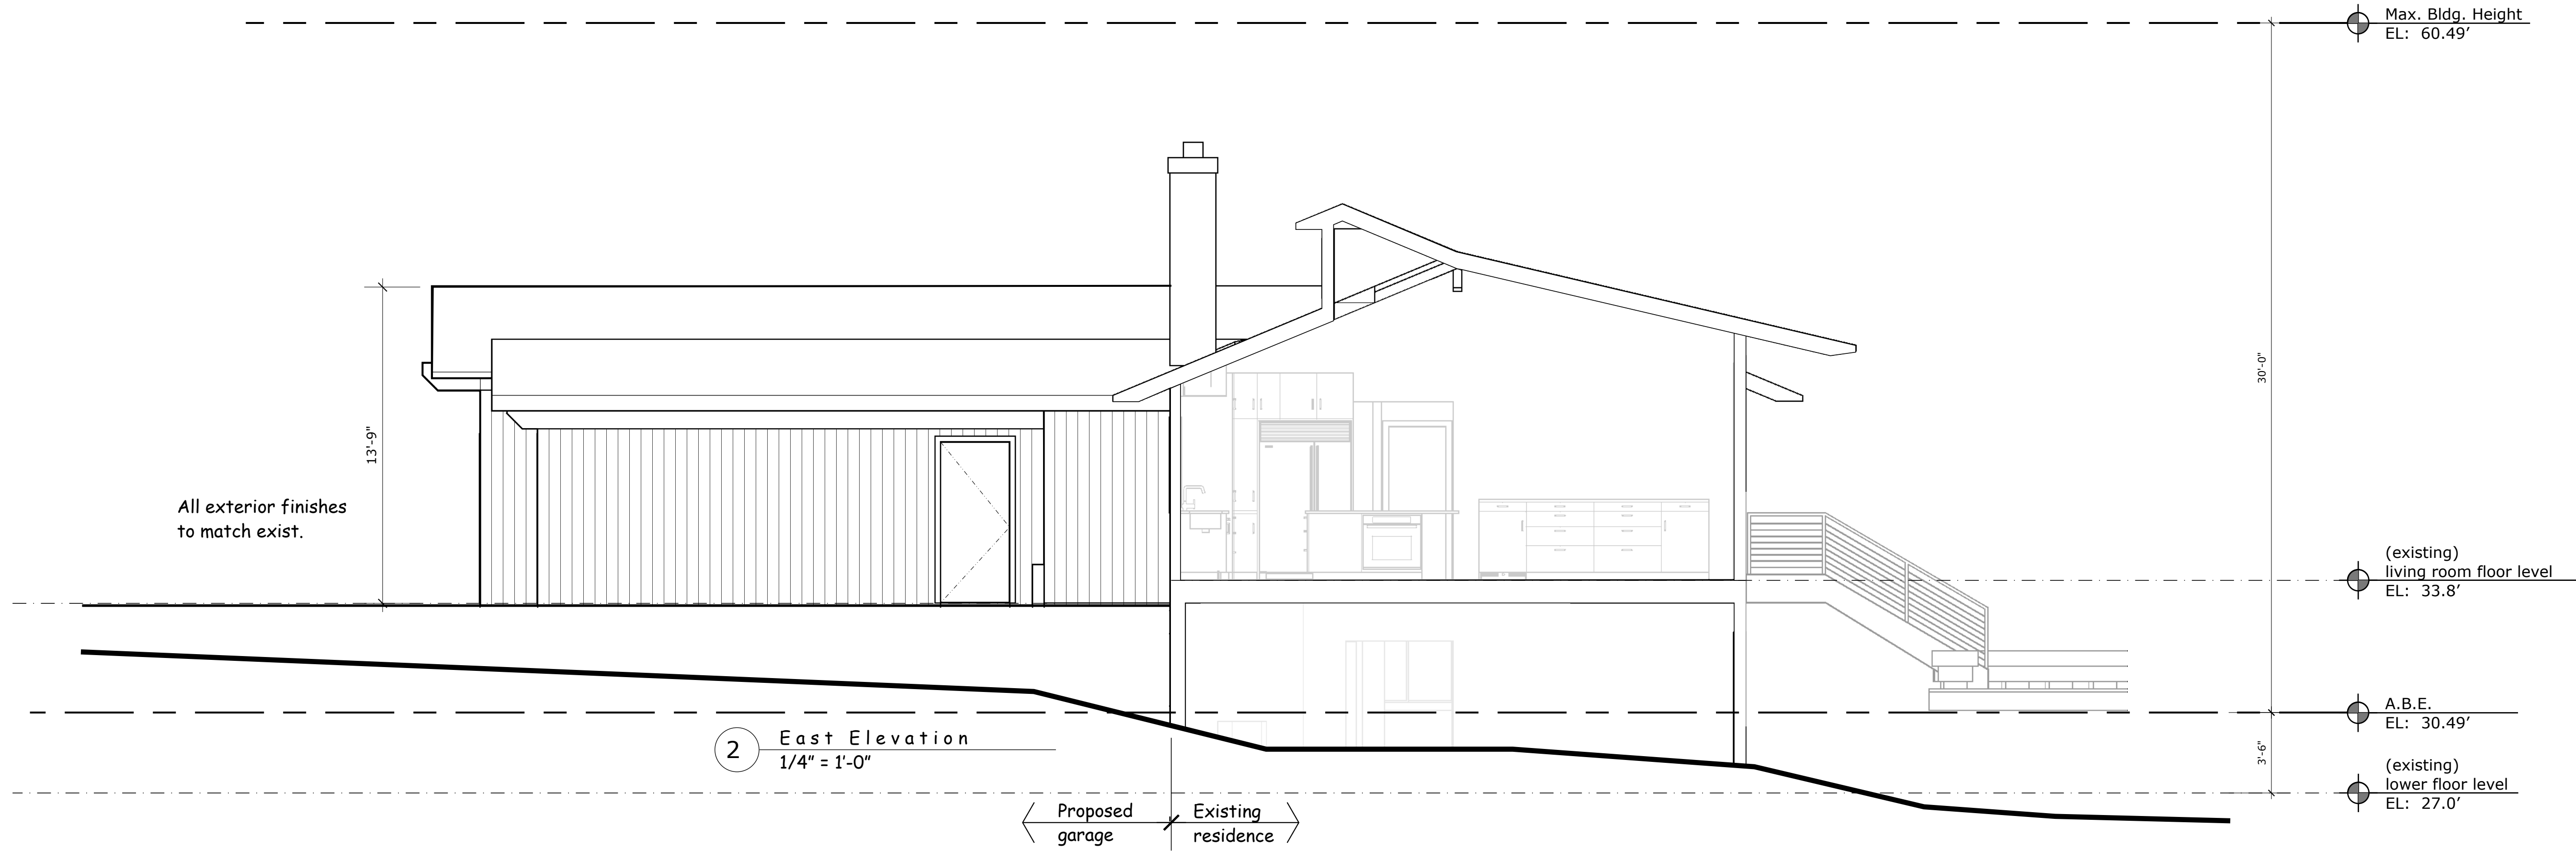 Max. Bldg. Height
EL: 60.49'
30'-0"
13'-9"
All exterior finishes
to match exist.
(existing)
living room floor level
EL: 33.8'
A.B.E.
EL: 30.49'
3'-6"
2
East Elevation
1/4" = 1'-0"
(existing)
lower floor level
EL: 27.0'
Proposed
garage
Existing
residence